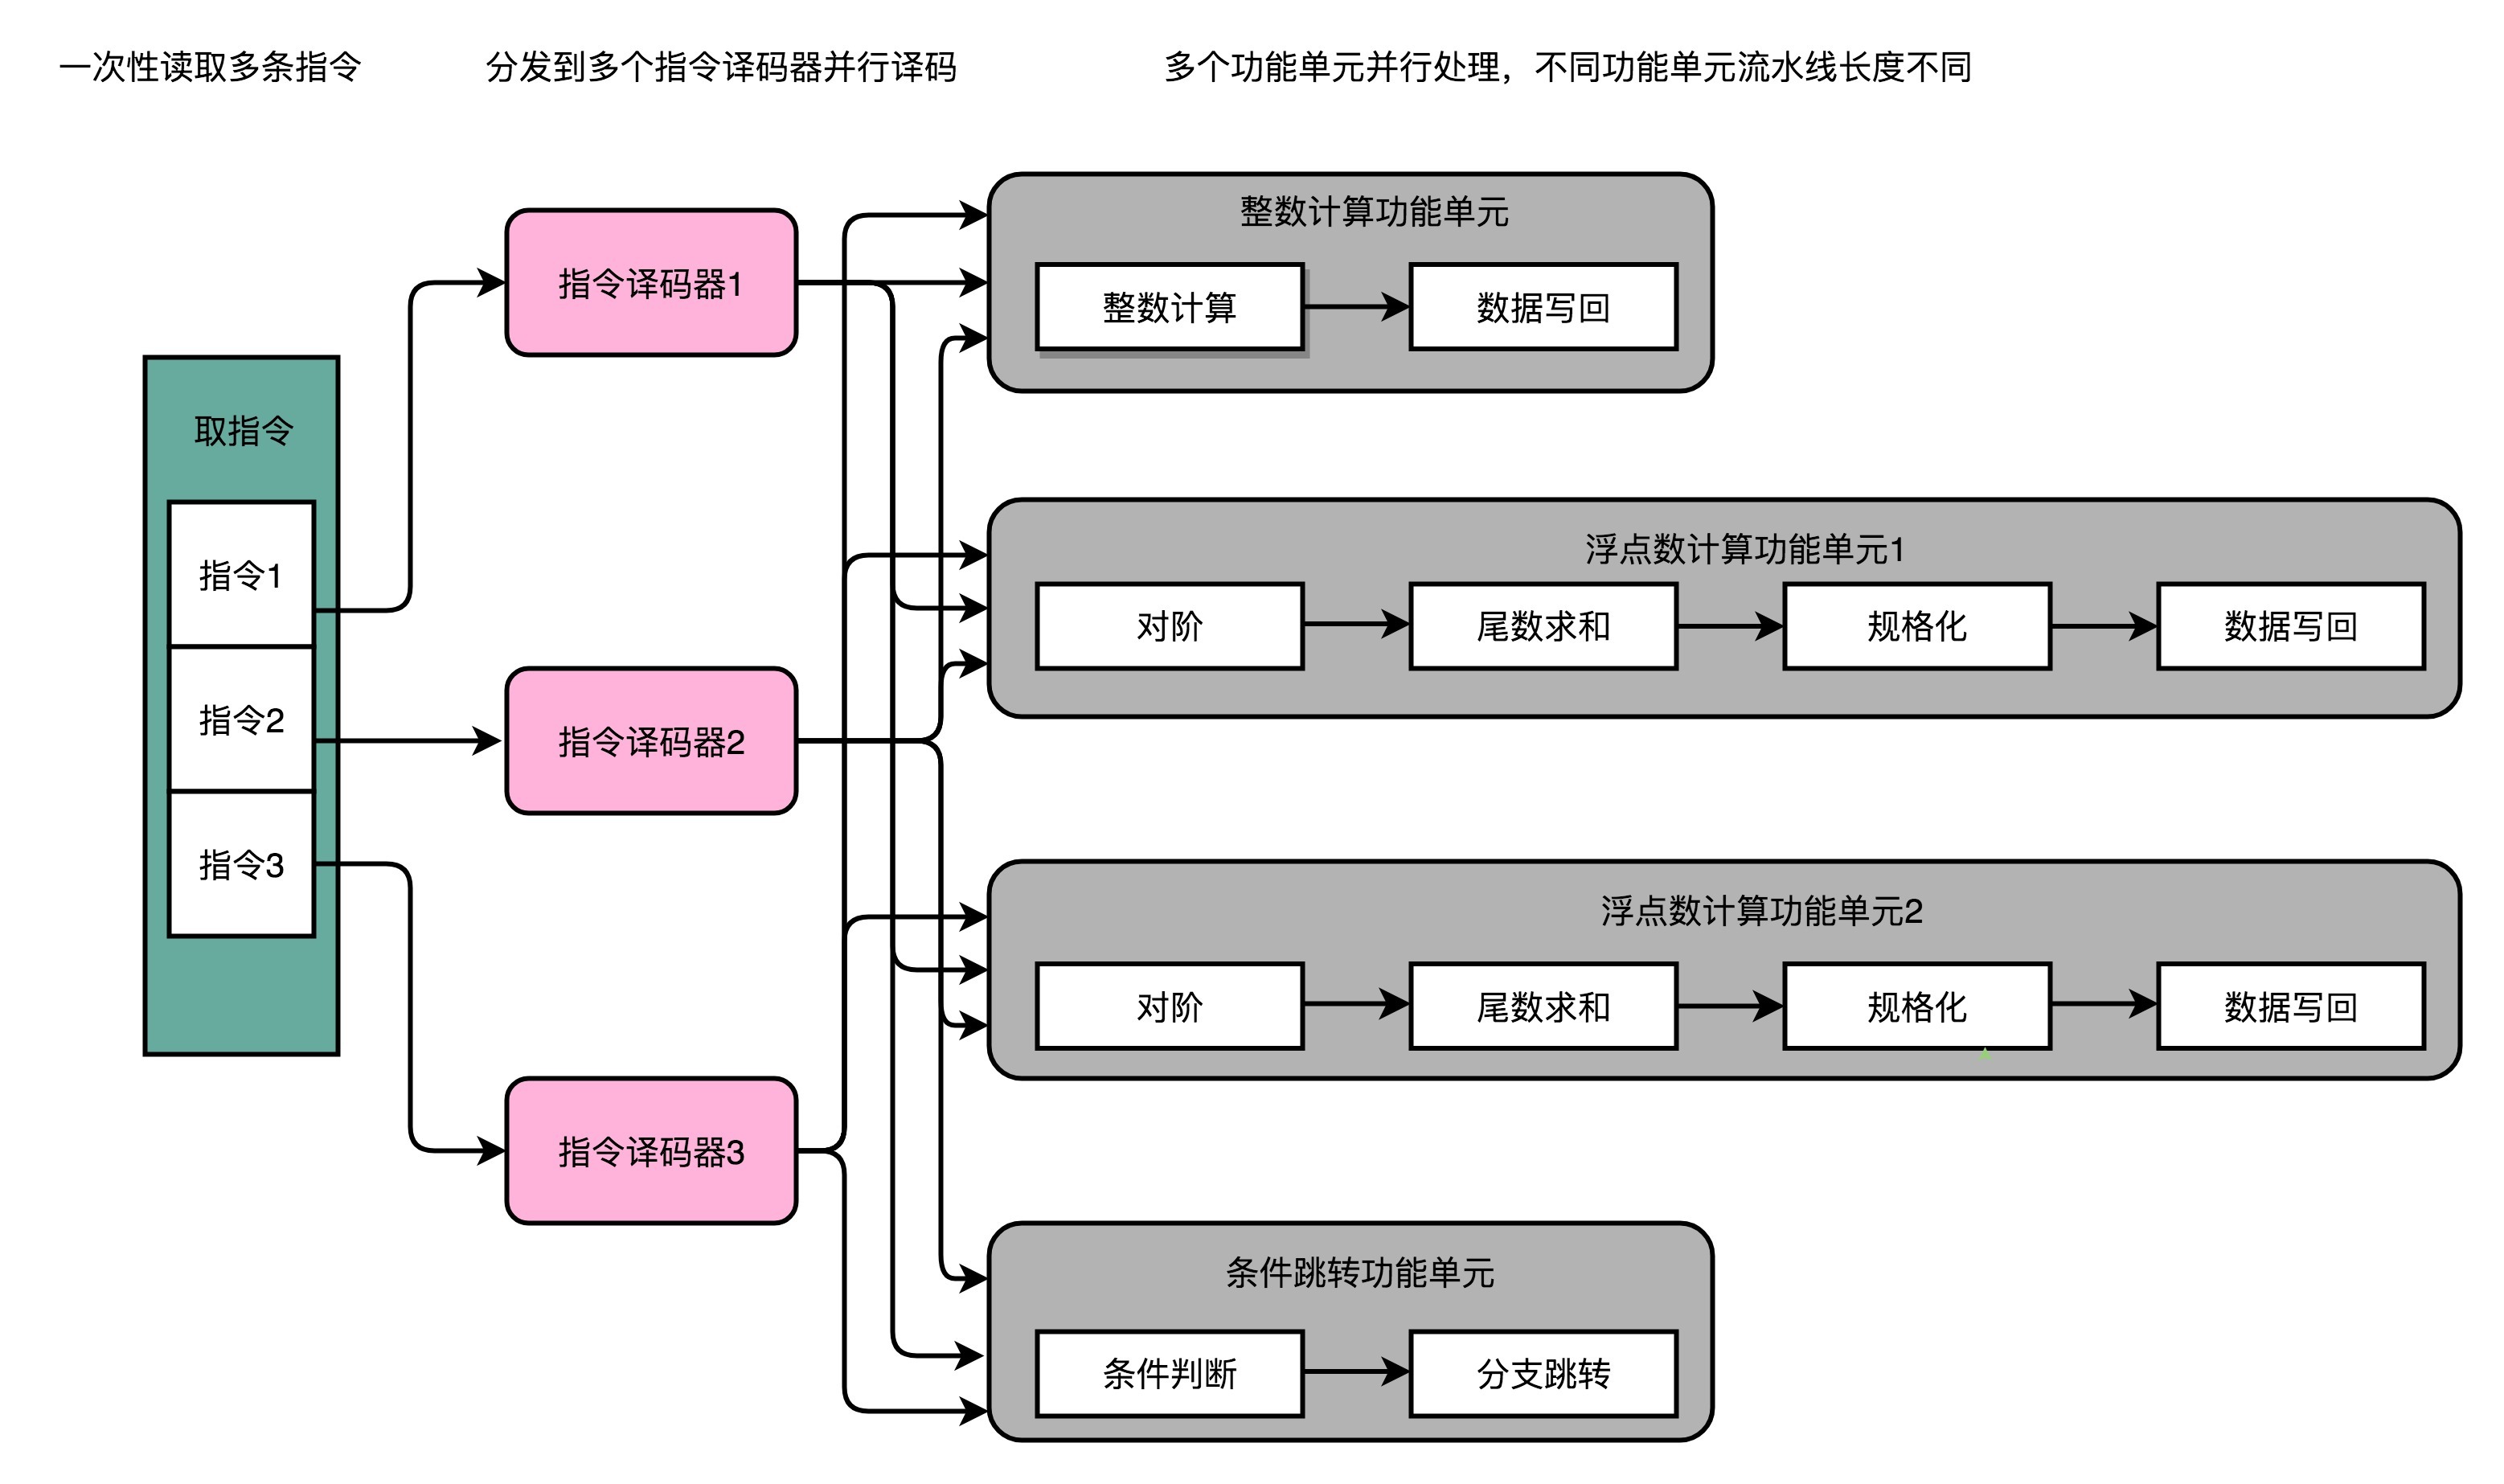 一次性读取多条指令
分发到多个指令译码器并行译码
多个功能单元并行处理，不同功能单元流水线长度不同
取指令
指令1
指令2
指令3
指令译码器1
指令译码器2
指令译码器3
整数计算功能单元
整数计算
数据写回
浮点数计算功能单元1
对阶
尾数求和
规格化
数据写回
浮点数计算功能单元2
对阶
尾数求和
规格化
数据写回
条件跳转功能单元
条件判断
分支跳转